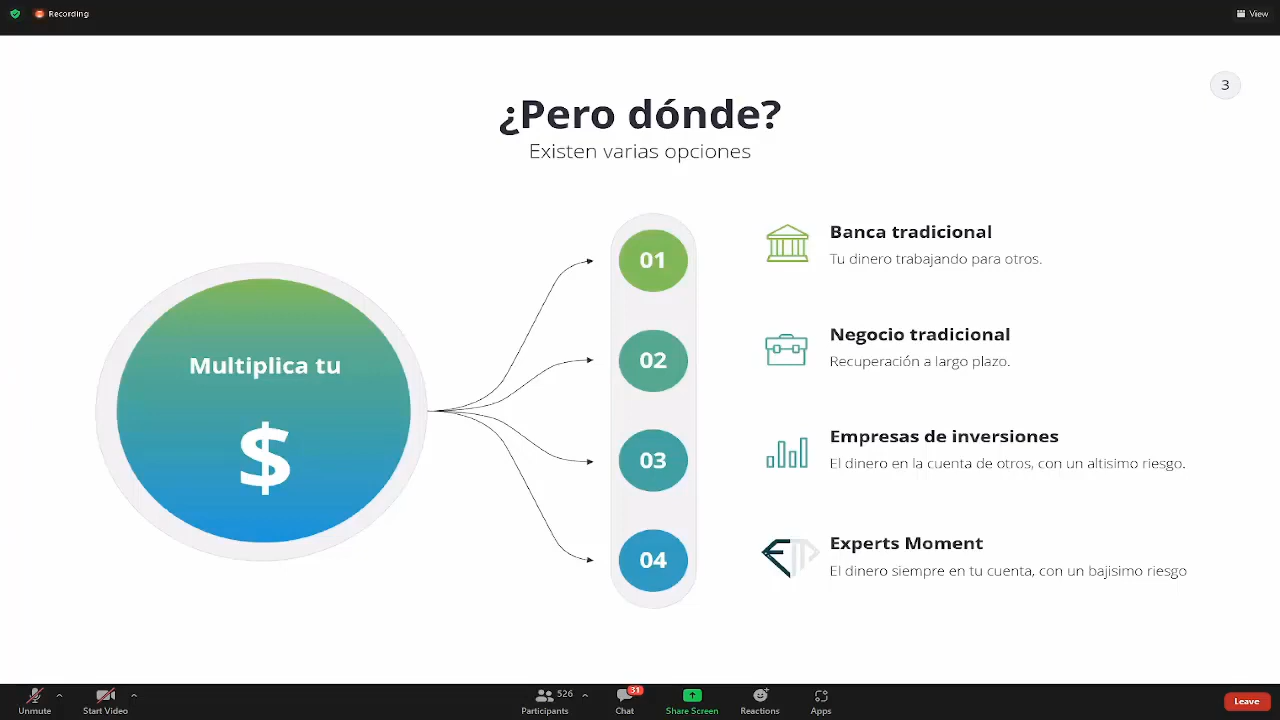 Recording
View
3
¿Pero dónde?
Existen varias opciones
Multiplica tu
$
01
Banca tradicional
Tu dinero trabajando para otros.
02
Negocio tradicional
Recuperación a largo plazo.
03
Empresas de inversiones
El dinero en la cuenta de otros, con un altisimo riesgo.
04
Experts Moment
El dinero siempre en tu cuenta, con un bajisimo riesgo
Unmute
Start Video
526
Participants
31
Chat
Share Screen
Reactions
Apps
Leave